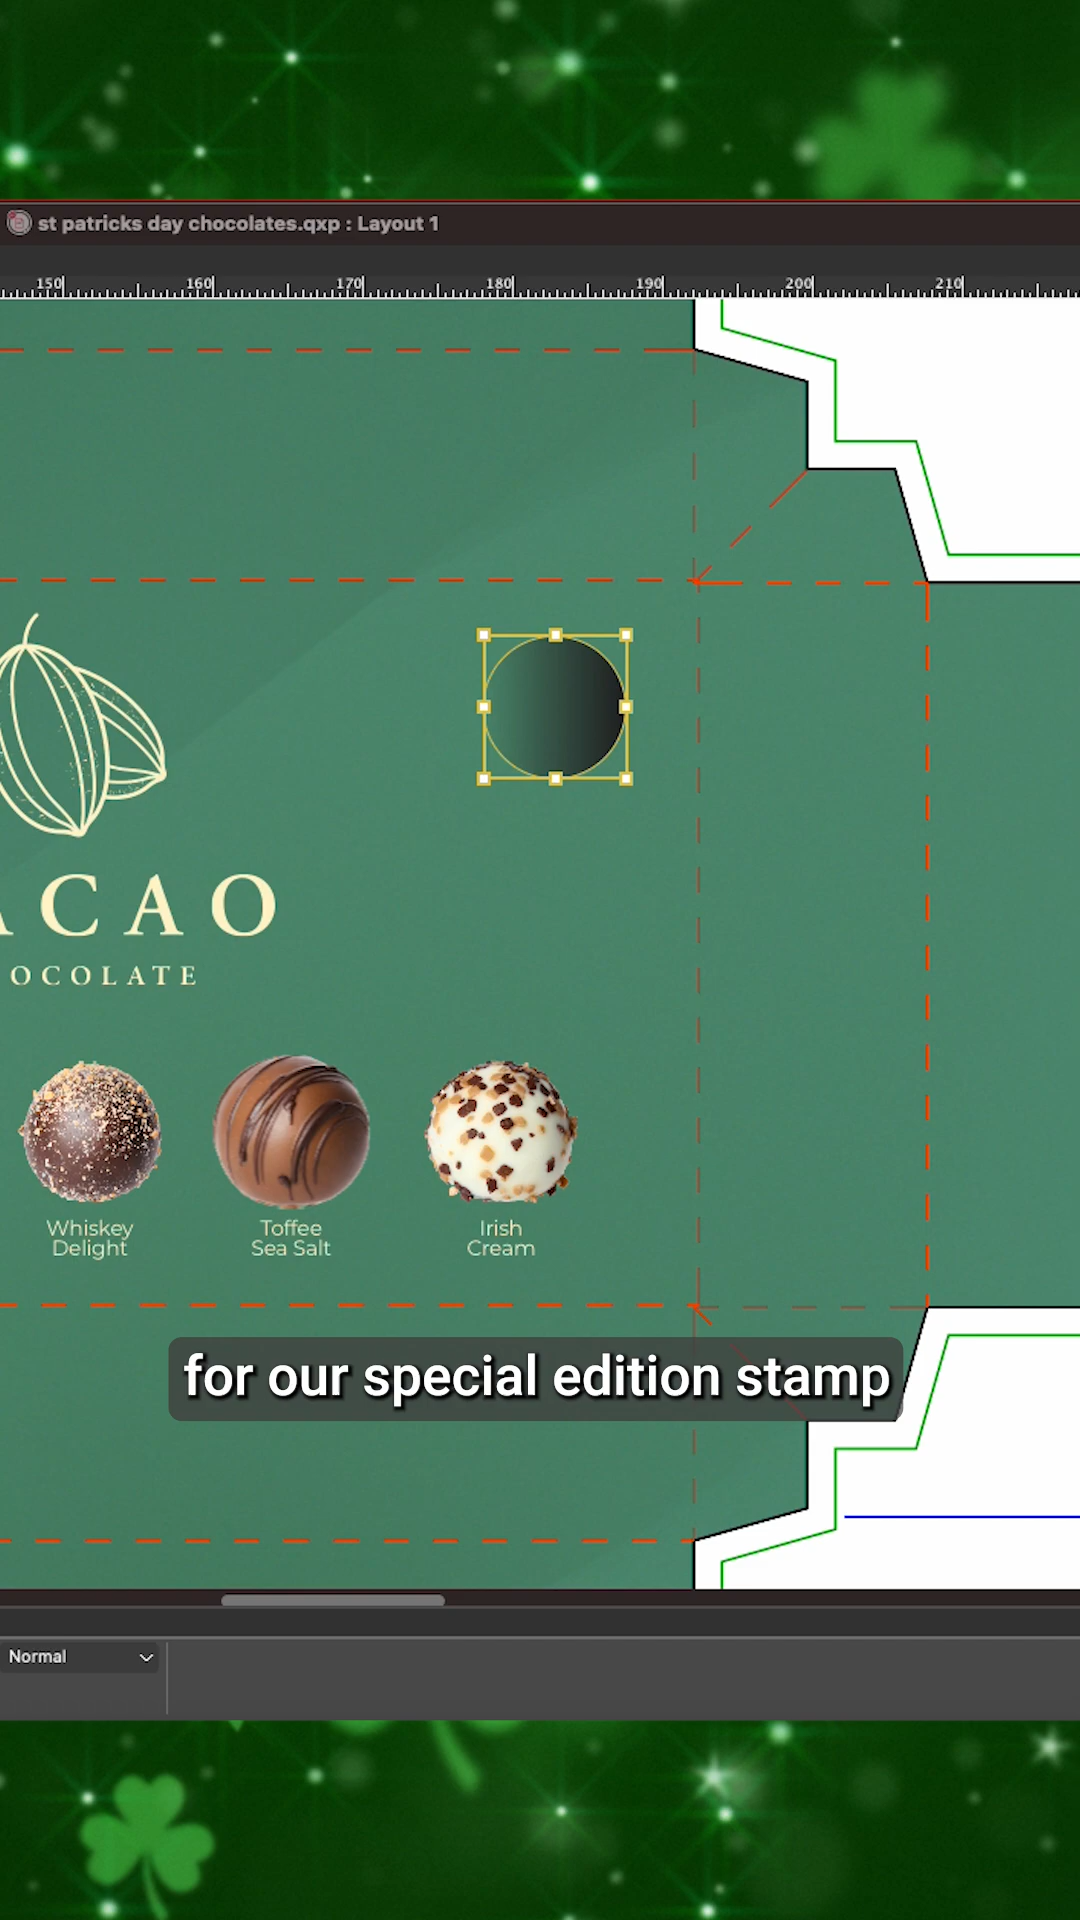 st patricks day chocolates.qxp : Layout 1
150 160 170 180 190 200 210
ACAO
OCOLATE
Whiskey
Delight
Toffee
Sea Salt
Irish
Cream
for our special edition stamp
Normal